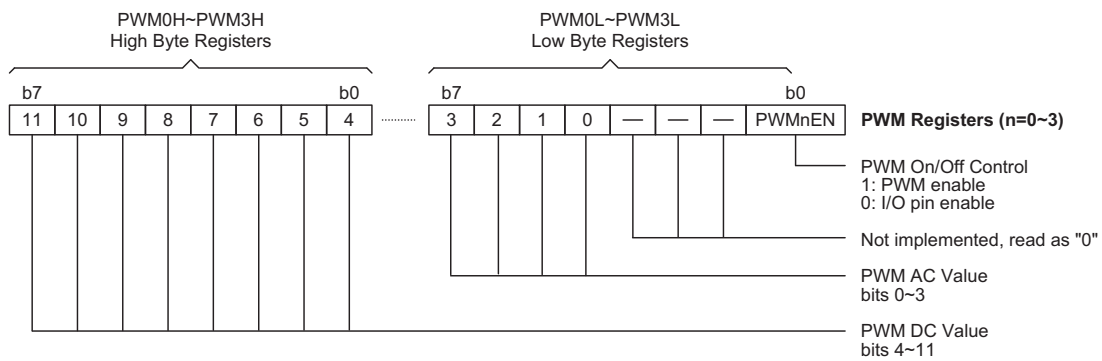 PWM0H~PWM3H
High Byte Registers
PWM0L~PWM3L
Low Byte Registers
b7 b0 b7 b0
11 10 9 8 7 6 5 4 3 2 1 0 — — — PWMnEN PWM Registers (n=0~3)
PWM On/Off Control
1: PWM enable
0: I/O pin enable
Not implemented, read as "0"
PWM AC Value
bits 0~3
PWM DC Value
bits 4~11